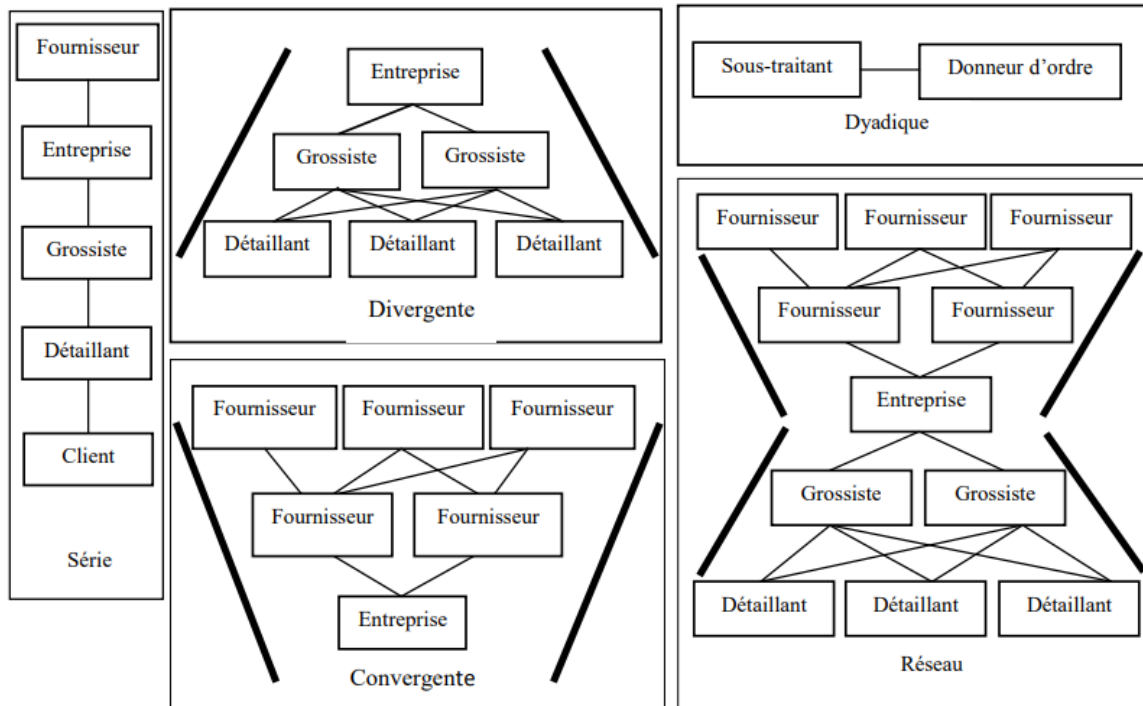 Fournisseur
Entreprise
Grossiste
Détaillant
Client
Série
Entreprise
Grossiste Grossiste
Détaillant Détaillant Détaillant
Divergente
Fournisseur Fournisseur Fournisseur
Fournisseur Fournisseur
Entreprise
Convergente
Sous-traitant Donneur d’ordre
Dyadique
Fournisseur Fournisseur Fournisseur
Fournisseur Fournisseur
Entreprise
Grossiste Grossiste
Détaillant Détaillant Détaillant
Réseau